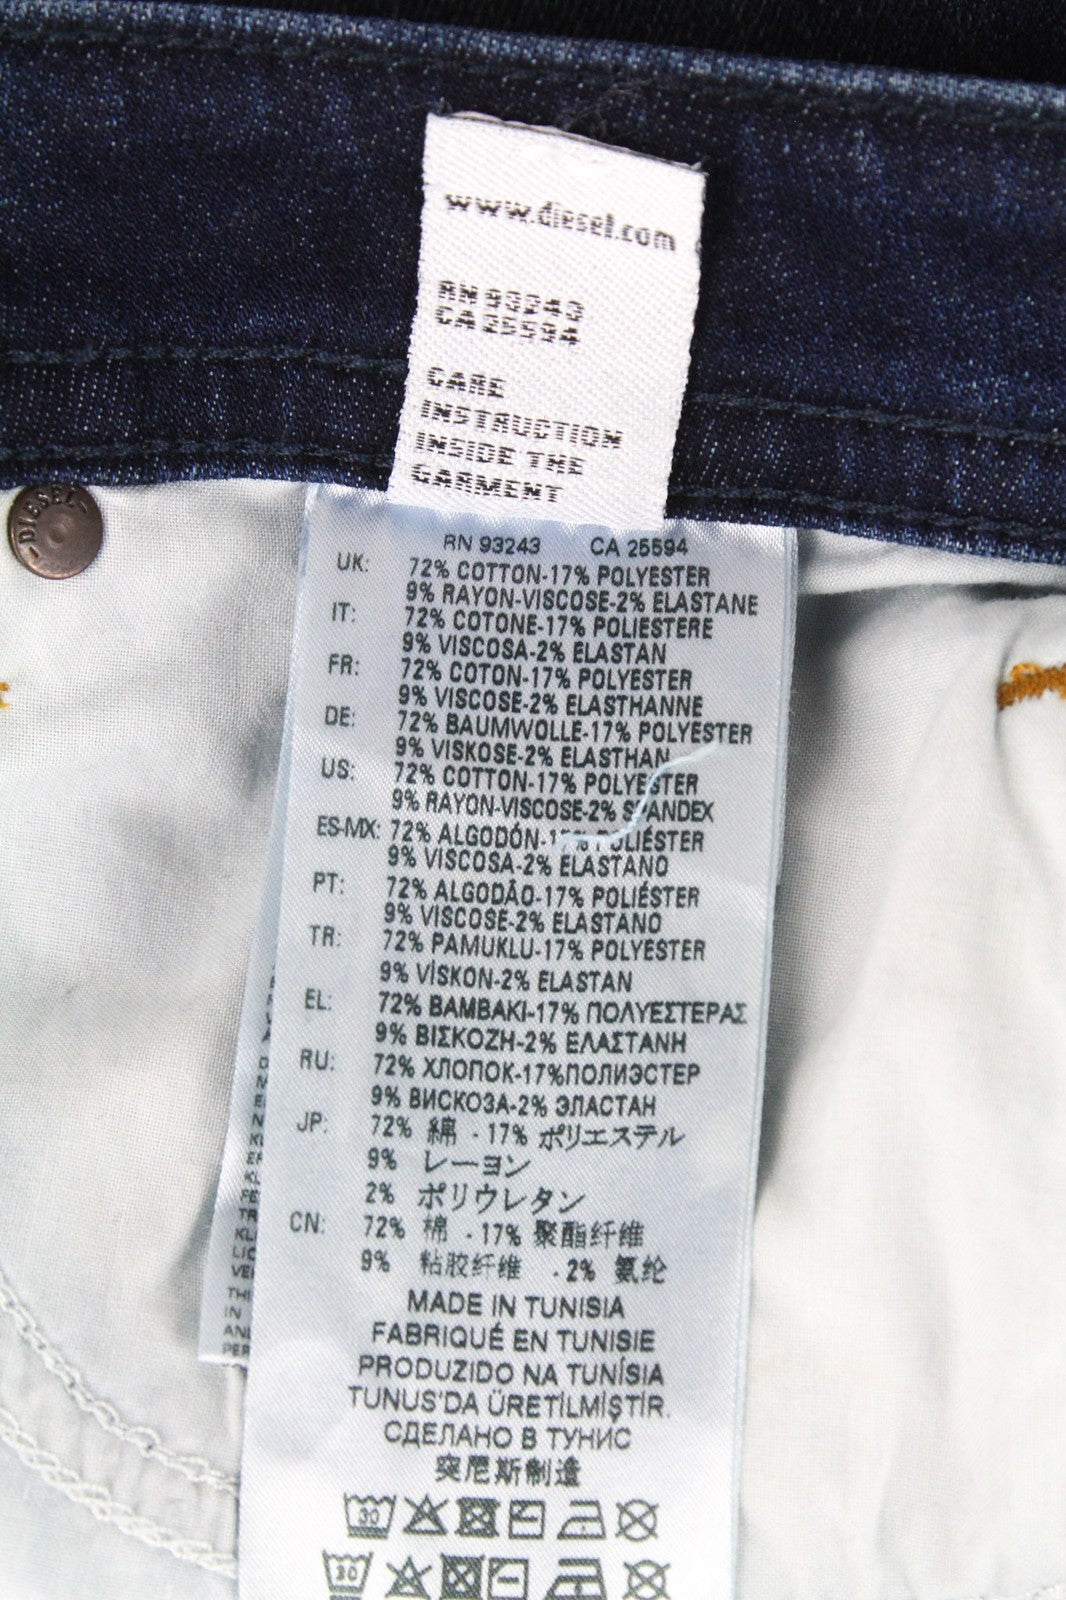 www.diesel.com
RN 93243
CA 25594
CARE
INSTRUCTION
INSIDE THE
GARMENT
-DIESEL-
RN 93243 CA 25594
UK: 72% COTTON-17% POLYESTER
9% RAYON-VISCOSE-2% ELASTANE
IT: 72% COTONE-17% POLIESTERE
9% VISCOSA-2% ELASTAN
FR: 72% COTON-17% POLYESTER
9% VISCOSE-2% ELASTHANNE
DE: 72% BAUMWOLLE-17% POLYESTER
9% VISKOSE-2% ELASTHAN
US: 72% COTTON-17% POLYESTER
9% RAYON-VISCOSE-2% SPANDEX
ES-MX: 72% ALGODÓN-17% POLIÉSTER
9% VISCOSA-2% ELASTANO
PT: 72% ALGODÃO-17% POLIÉSTER
9% VISCOSE-2% ELASTANO
TR: 72% PAMUKLU-17% POLYESTER
9% VİSKON-2% ELASTAN
EL: 72% ΒΑΜΒΑΚΙ-17% ΠΟΛΥΕΣΤΕΡΑΣ
9% ΒΙΣΚΟΖΗ-2% ΕΛΑΣΤΑΝΗ
RU: 72% ХЛОПОК-17%ПОЛИЭСТЕР
9% ВИСКОЗА-2% ЭЛАСТАН
JP: 72% 綿 - 17% ポリエステル
9% レーヨン
2% ポリウレタン
CN: 72% 棉 - 17% 聚酯纤维
9% 粘胶纤维 - 2% 氨纶
MADE IN TUNISIA
FABRIQUÉ EN TUNISIE
PRODUZIDO NA TUNÍSIA
TUNUS'DA ÜRETİLMİŞTİR.
СДЕЛАНО В ТУНИС
突尼斯制造
30
30